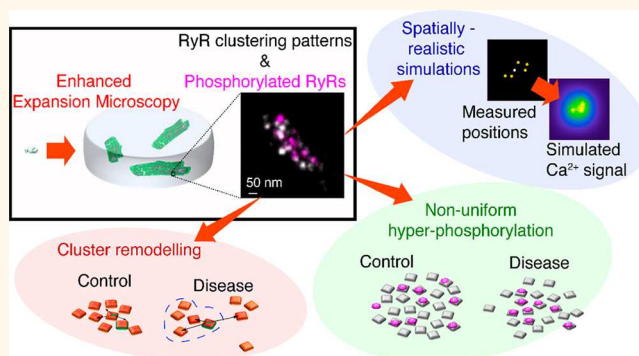 RyR clustering patterns
&
Phosphorylated RyRs
Enhanced
Expansion Microscopy
50 nm
Spatially -
realistic
simulations
Measured
positions
Simulated
Ca²⁺ signal
Cluster remodelling
Control
Disease
Non-uniform
hyper-phosphorylation
Control
Disease